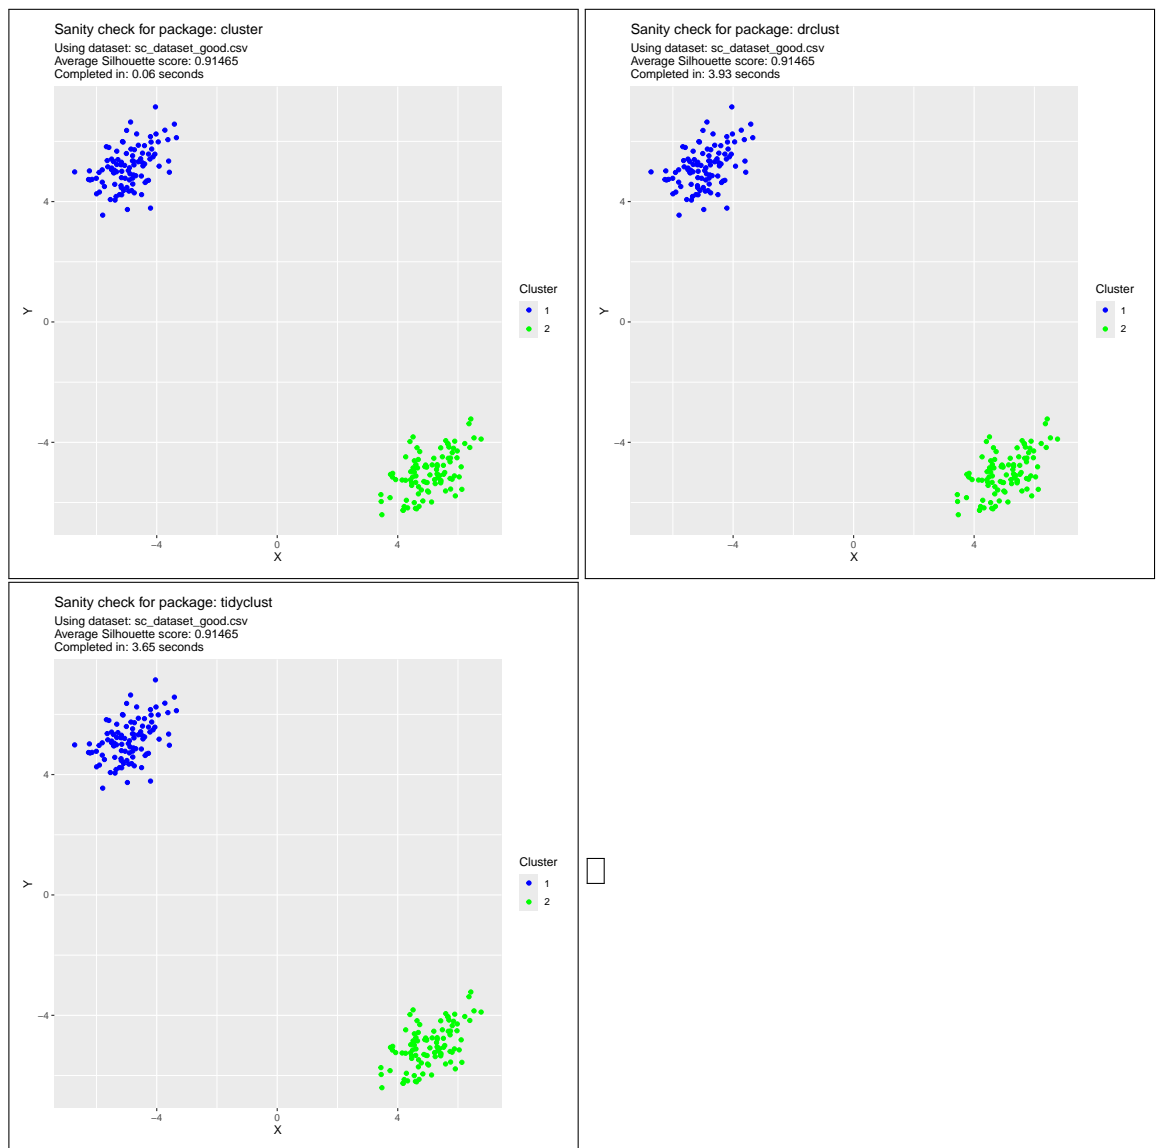 Sanity check for package: cluster
Using dataset: sc_dataset_good.csv
Average Silhouette score: 0.91465
Completed in: 0.06 seconds
4
0
−4
Y
−4
0
4
X
Cluster
1
2
Sanity check for package: drclust
Using dataset: sc_dataset_good.csv
Average Silhouette score: 0.91465
Completed in: 3.93 seconds
4
0
−4
Y
−4
0
4
X
Cluster
1
2
Sanity check for package: tidyclust
Using dataset: sc_dataset_good.csv
Average Silhouette score: 0.91465
Completed in: 3.65 seconds
4
0
−4
Y
−4
0
4
X
Cluster
1
2